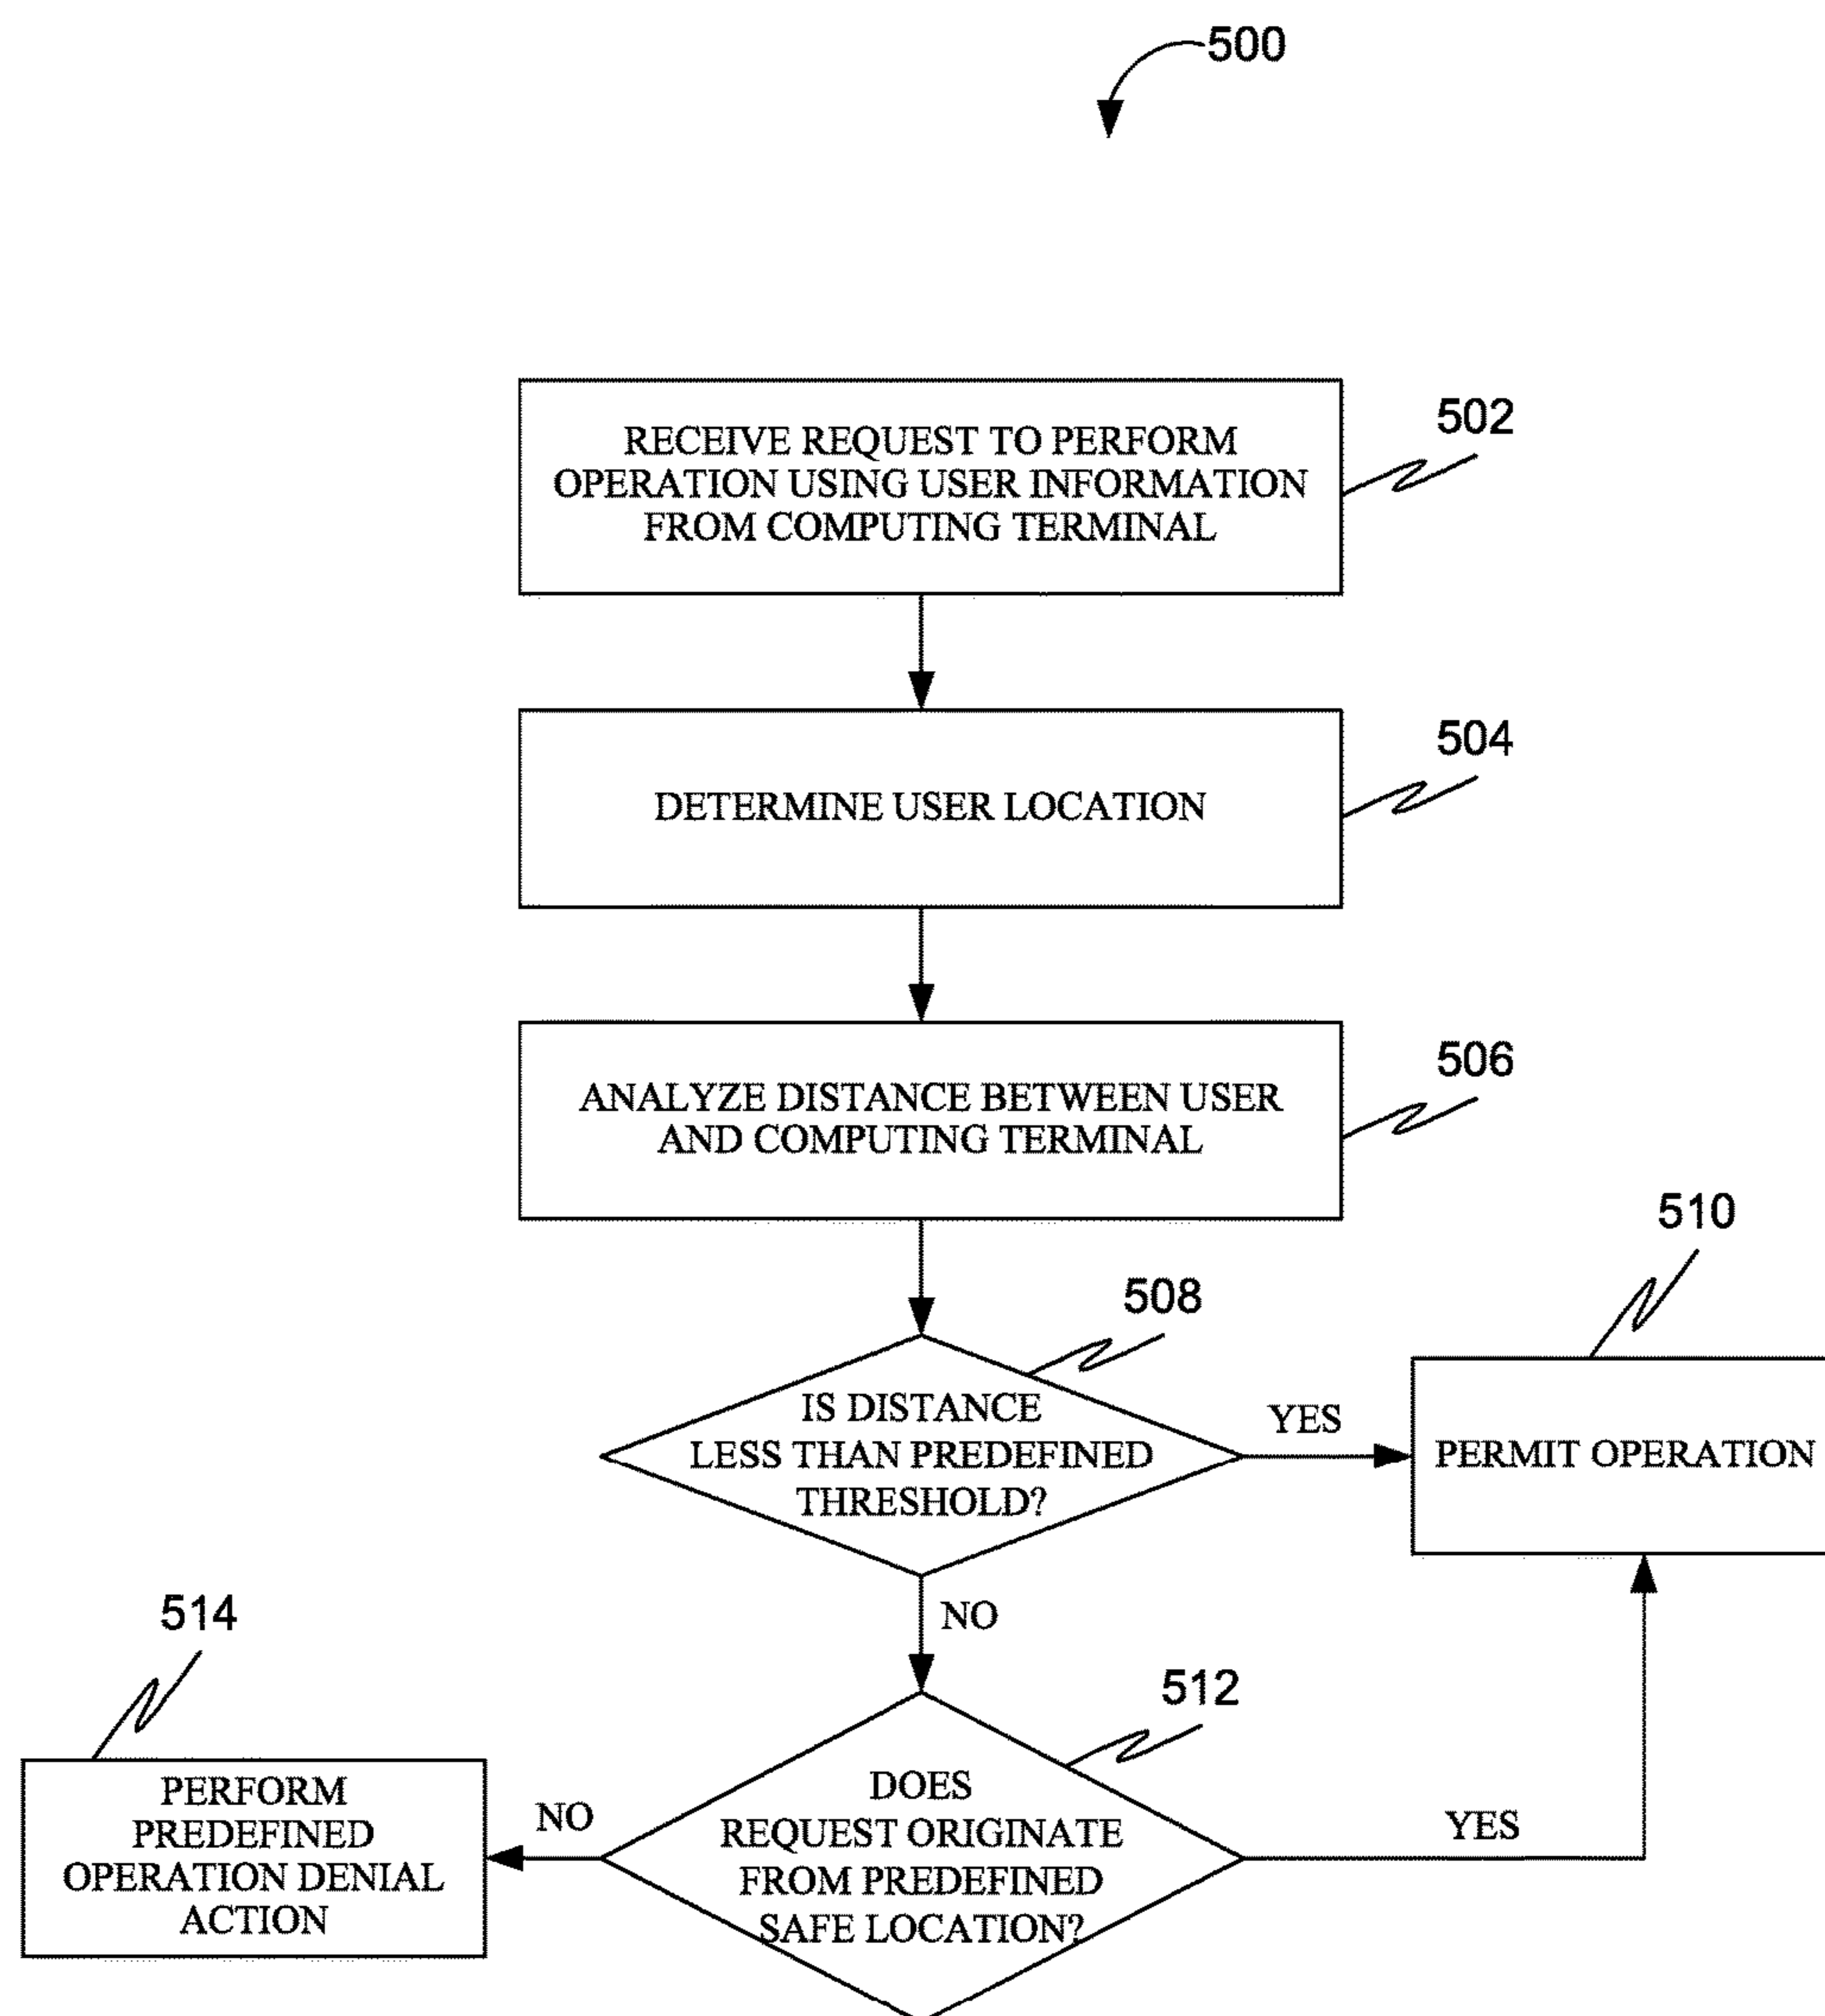 500
RECEIVE REQUEST TO PERFORM
OPERATION USING USER INFORMATION
FROM COMPUTING TERMINAL
502
DETERMINE USER LOCATION
504
ANALYZE DISTANCE BETWEEN USER
AND COMPUTING TERMINAL
506
508
IS DISTANCE
LESS THAN PREDEFINED
THRESHOLD?
YES
510
PERMIT OPERATION
NO
512
DOES
REQUEST ORIGINATE
FROM PREDEFINED
SAFE LOCATION?
YES
NO
514
PERFORM
PREDEFINED
OPERATION DENIAL
ACTION